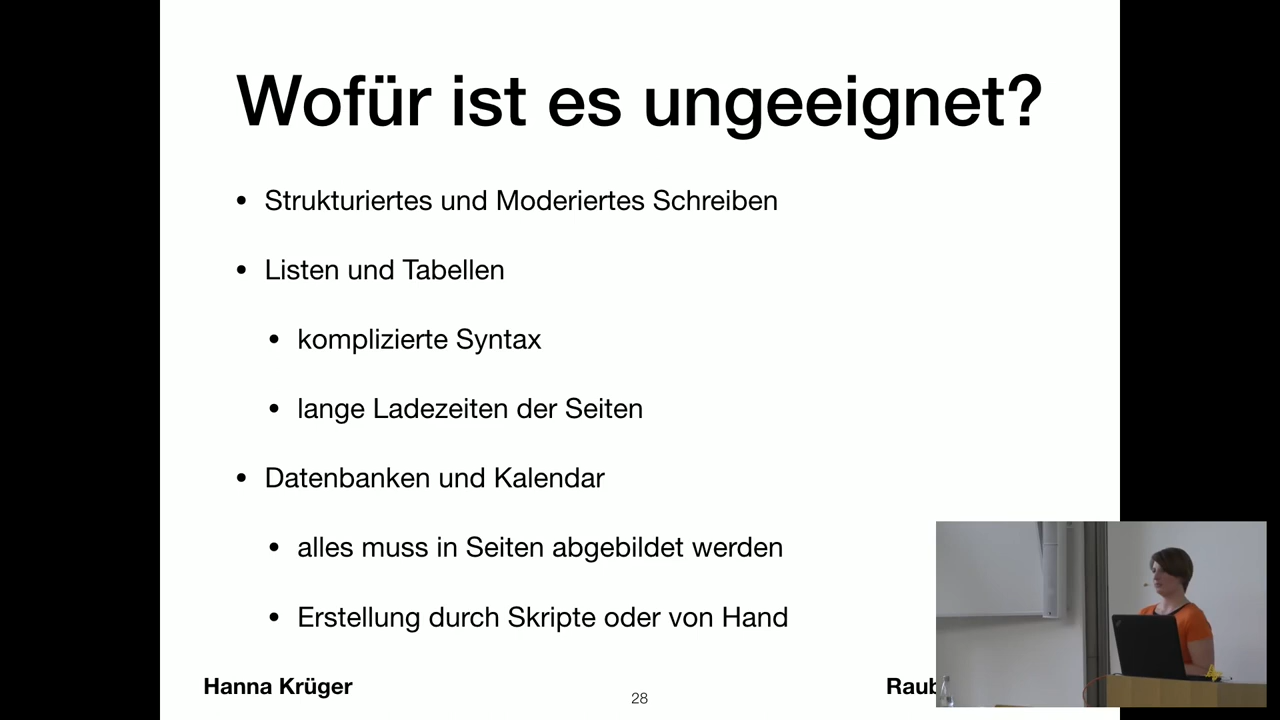 Wofür ist es ungeeignet?
• Strukturiertes und Moderiertes Schreiben
• Listen und Tabellen
• komplizierte Syntax
• lange Ladezeiten der Seiten
• Datenbanken und Kalendar
• alles muss in Seiten abgebildet werden
• Erstellung durch Skripte oder von Hand
Hanna Krüger
28